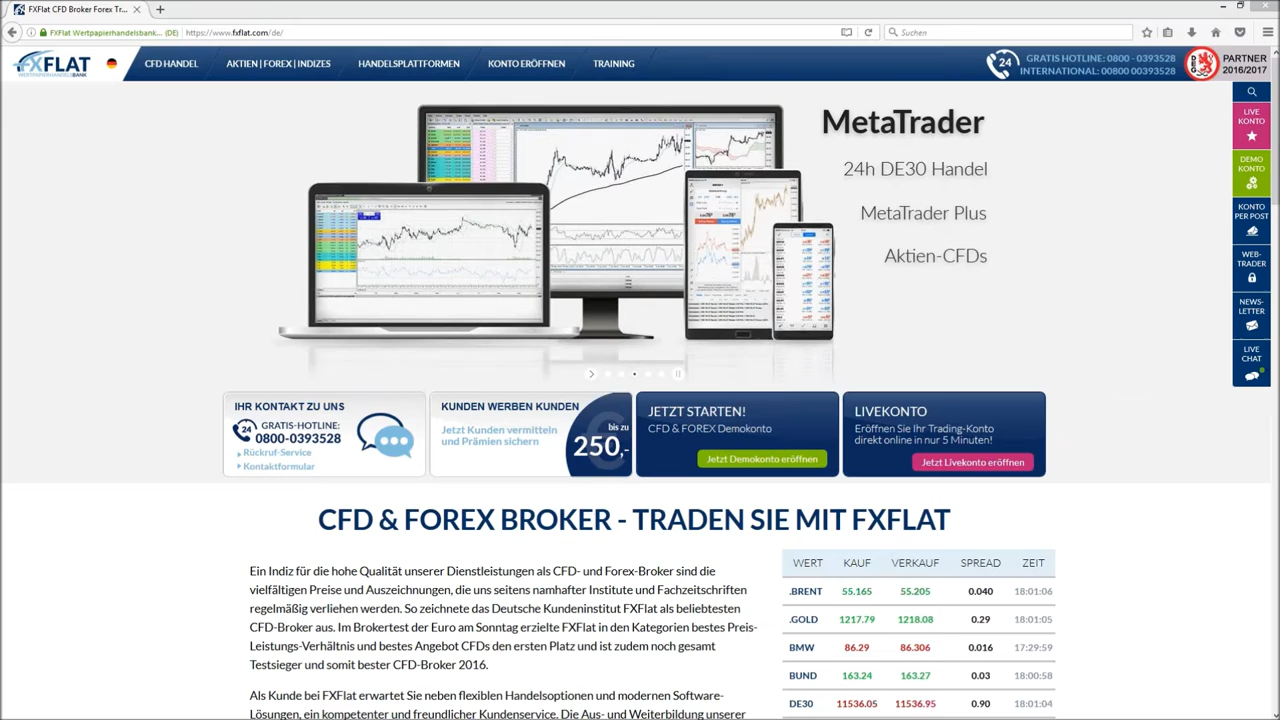 FXFlat CFD Broker Forex Tr...
FXFlat Wertpapierhandelsbank... (DE)
https://www.fxflat.com/de/
Suchen
FXFLAT
WERTPAPIERHANDELSBANK
CFD HANDEL
AKTIEN | FOREX | INDIZES
HANDELSPLATTFORMEN
KONTO ERÖFFNEN
TRAINING
24
GRATIS HOTLINE: 0800 - 0393528
INTERNATIONAL: 00800 00393528
DEG
PARTNER
2016/2017
MetaTrader
24h DE30 Handel
MetaTrader Plus
Aktien-CFDs
LIVE
KONTO
DEMO
KONTO
KONTO
PER POST
WEB-
TRADER
NEWS-
LETTER
LIVE
CHAT
IHR KONTAKT ZU UNS
24
GRATIS-HOTLINE:
0800-0393528
Rückruf-Service
Kontaktformular
KUNDEN WERBEN KUNDEN
Jetzt Kunden vermitteln
und Prämien sichern
bis zu
250,-
JETZT STARTEN!
CFD & FOREX Demokonto
Jetzt Demokonto eröffnen
LIVEKONTO
Eröffnen Sie Ihr Trading-Konto
direkt online in nur 5 Minuten!
Jetzt Livekonto eröffnen
CFD & FOREX BROKER - TRADEN SIE MIT FXFLAT
Ein Indiz für die hohe Qualität unserer Dienstleistungen als CFD- und Forex-Broker sind die
vielfältigen Preise und Auszeichnungen, die uns seitens namhafter Institute und Fachzeitschriften
regelmäßig verliehen werden. So zeichnete das Deutsche Kundeninstitut FXFlat als beliebtesten
CFD-Broker aus. Im Brokertest der Euro am Sonntag erzielte FXFlat in den Kategorien bestes Preis-
Leistungs-Verhältnis und bestes Angebot CFDs den ersten Platz und ist zudem noch gesamt
Testsieger und somit bester CFD-Broker 2016.
Als Kunde bei FXFlat erwartet Sie neben flexiblen Handelsoptionen und modernen Software-
Lösungen, ein kompetenter und freundlicher Kundenservice. Die Aus- und Weiterbildung unserer
WERT KAUF VERKAUF SPREAD ZEIT
.BRENT 55.165 55.205 0.040 18:01:06
.GOLD 1217.79 1218.08 0.29 18:01:05
BMW 86.29 86.306 0.016 17:29:59
BUND 163.24 163.27 0.03 18:00:58
DE30 11536.05 11536.95 0.90 18:01:04